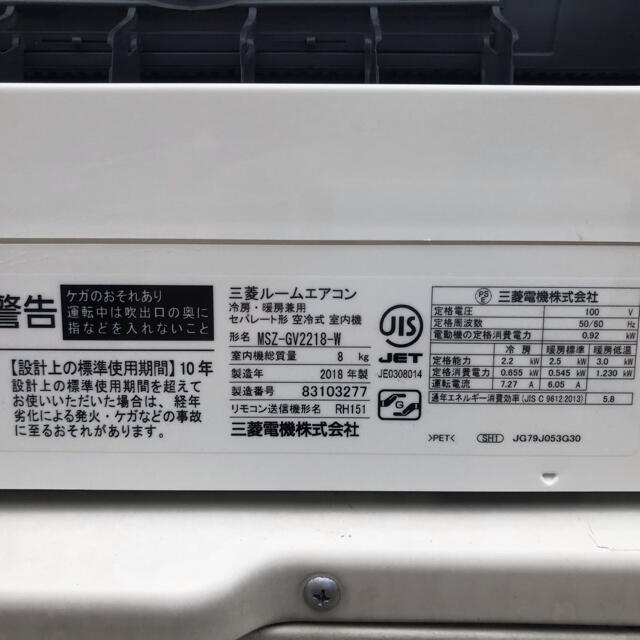 警告
ケガのおそれあり
運転中は吹出口の奥に
指などを入れないこと
【設計上の標準使用期間】10年
設計上の標準使用期間を超えて
お使いいただいた場合は、経年
劣化による発火・ケガなどの事故
に至るおそれがあります。
三菱ルームエアコン
冷房・暖房兼用
セパレート形 空冷式 室内機
形名 MSZ-GV2218-W
室内機総質量 8 kg
製造年 2018年製
製造番号 83103277
リモコン送信機形名 RH151
三菱電機株式会社
JIS
JET
JE0308014
G
PS
E
三菱電機株式会社
定格電圧 100 V
定格周波数 50/60 Hz
電動機の定格消費電力 0.92 kW
冷房 暖房標準 暖房低温
定格能力 2.2 kW 2.5 kW 3.0 kW
定格消費電力 0.655 kW 0.545 kW 1.230 kW
運転電流 7.27 A 6.05 A
通年エネルギー消費効率(JIS C 9612:2013) 5.8
>PET< SH1 JG79J053G30